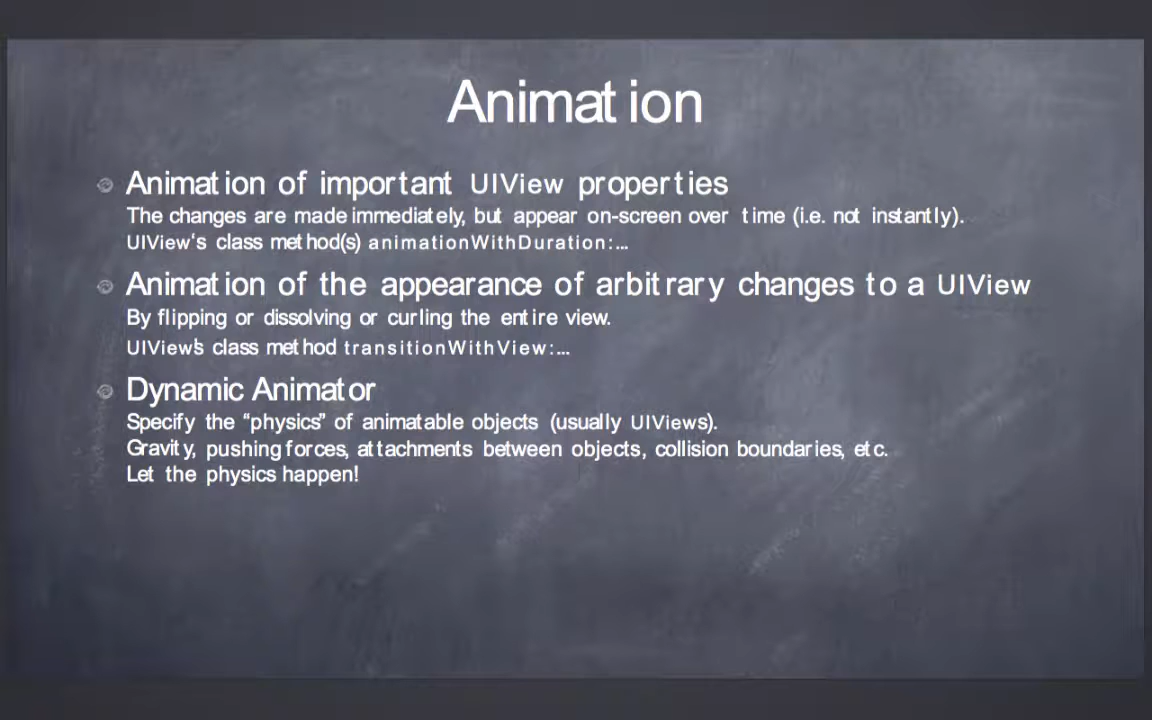 Animation
Animation of important UIView properties
The changes are made immediately, but appear on-screen over time (i.e. not instantly).
UIView's class method(s) animationWithDuration:...
Animation of the appearance of arbitrary changes to a UIView
By flipping or dissolving or curling the entire view.
UIView's class method transitionWithView:...
Dynamic Animator
Specify the “physics” of animatable objects (usually UIViews).
Gravity, pushing forces, attachments between objects, collision boundaries, etc.
Let the physics happen!